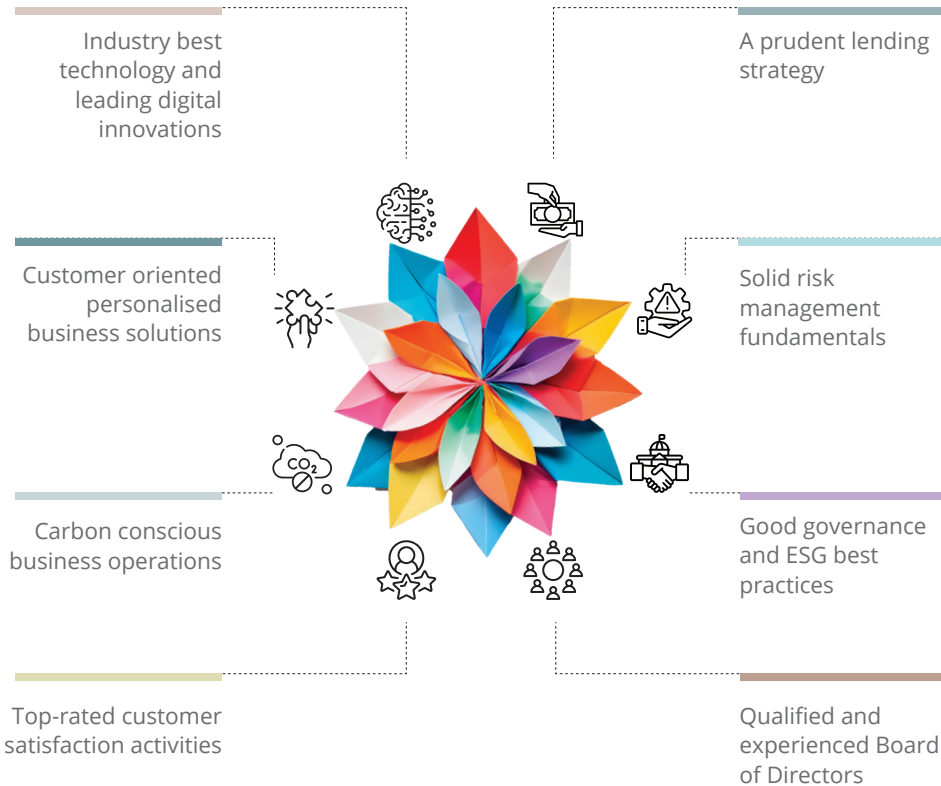 Industry best
technology and
leading digital
innovations
A prudent lending
strategy
Customer oriented
personalised
business solutions
Solid risk
management
fundamentals
CO2
Carbon conscious
business operations
Good governance
and ESG best
practices
Top-rated customer
satisfaction activities
Qualified and
experienced Board
of Directors